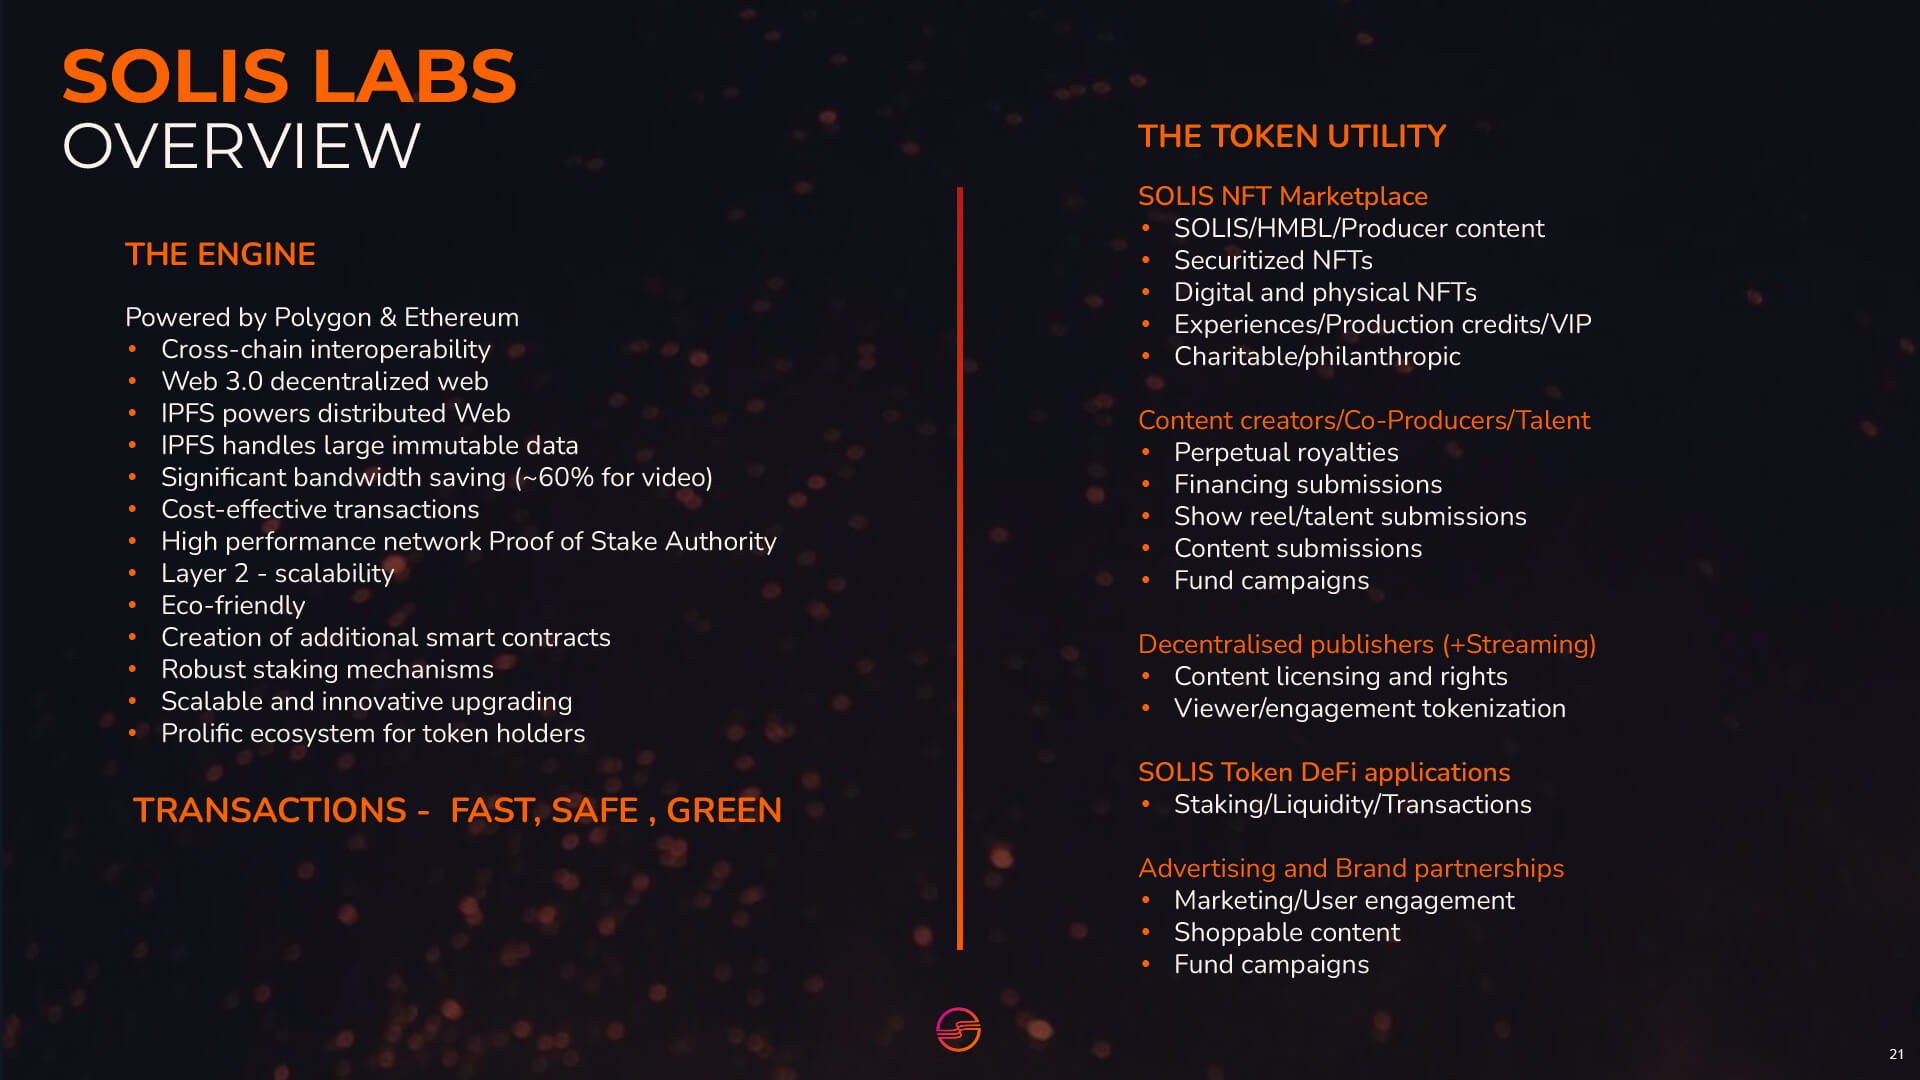 SOLIS LABS
OVERVIEW
THE ENGINE
Powered by Polygon & Ethereum
• Cross-chain interoperability
• Web 3.0 decentralized web
• IPFS powers distributed Web
• IPFS handles large immutable data
• Significant bandwidth saving (~60% for video)
• Cost-effective transactions
• High performance network Proof of Stake Authority
• Layer 2 - scalability
• Eco-friendly
• Creation of additional smart contracts
• Robust staking mechanisms
• Scalable and innovative upgrading
• Prolific ecosystem for token holders
TRANSACTIONS - FAST, SAFE , GREEN
THE TOKEN UTILITY
SOLIS NFT Marketplace
• SOLIS/HMBL/Producer content
• Securitized NFTs
• Digital and physical NFTs
• Experiences/Production credits/VIP
• Charitable/philanthropic
Content creators/Co-Producers/Talent
• Perpetual royalties
• Financing submissions
• Show reel/talent submissions
• Content submissions
• Fund campaigns
Decentralised publishers (+Streaming)
• Content licensing and rights
• Viewer/engagement tokenization
SOLIS Token DeFi applications
• Staking/Liquidity/Transactions
Advertising and Brand partnerships
• Marketing/User engagement
• Shoppable content
• Fund campaigns
21